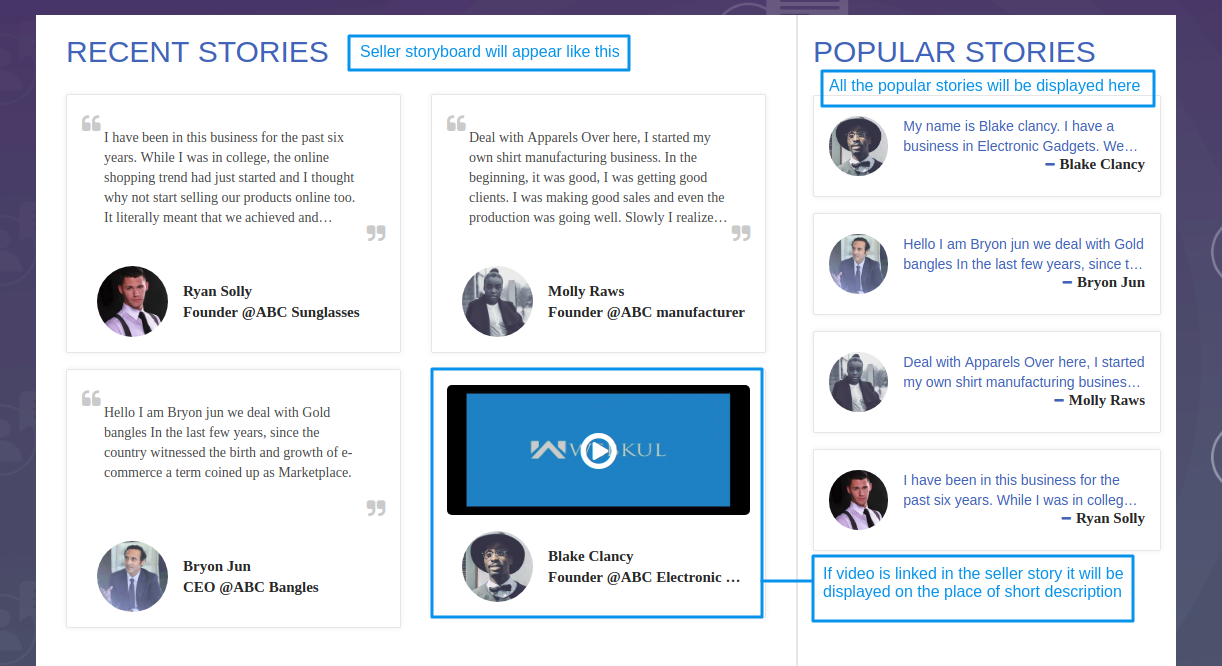 RECENT STORIES
Seller storyboard will appear like this
I have been in this business for the past six
years. While I was in college, the online
shopping trend had just started and I thought
why not start selling our products online too.
It literally meant that we achieved and…
Ryan Solly
Founder @ABC Sunglasses
Deal with Apparels Over here, I started my
own shirt manufacturing business. In the
beginning, it was good, I was getting good
clients. I was making good sales and even the
production was going well. Slowly I realize…
Molly Raws
Founder @ABC manufacturer
Hello I am Bryon jun we deal with Gold
bangles In the last few years, since the
country witnessed the birth and growth of e-
commerce a term coined up as Marketplace.
Bryon Jun
CEO @ABC Bangles
Blake Clancy
Founder @ABC Electronic …
POPULAR STORIES
All the popular stories will be displayed here
My name is Blake clancy. I have a
business in Electronic Gadgets. We…
━ Blake Clancy
Hello I am Bryon jun we deal with Gold
bangles In the last few years, since t…
━ Bryon Jun
Deal with Apparels Over here, I started
my own shirt manufacturing busines…
━ Molly Raws
I have been in this business for the
past six years. While I was in colleg…
━ Ryan Solly
If video is linked in the seller story it will be
displayed on the place of short description